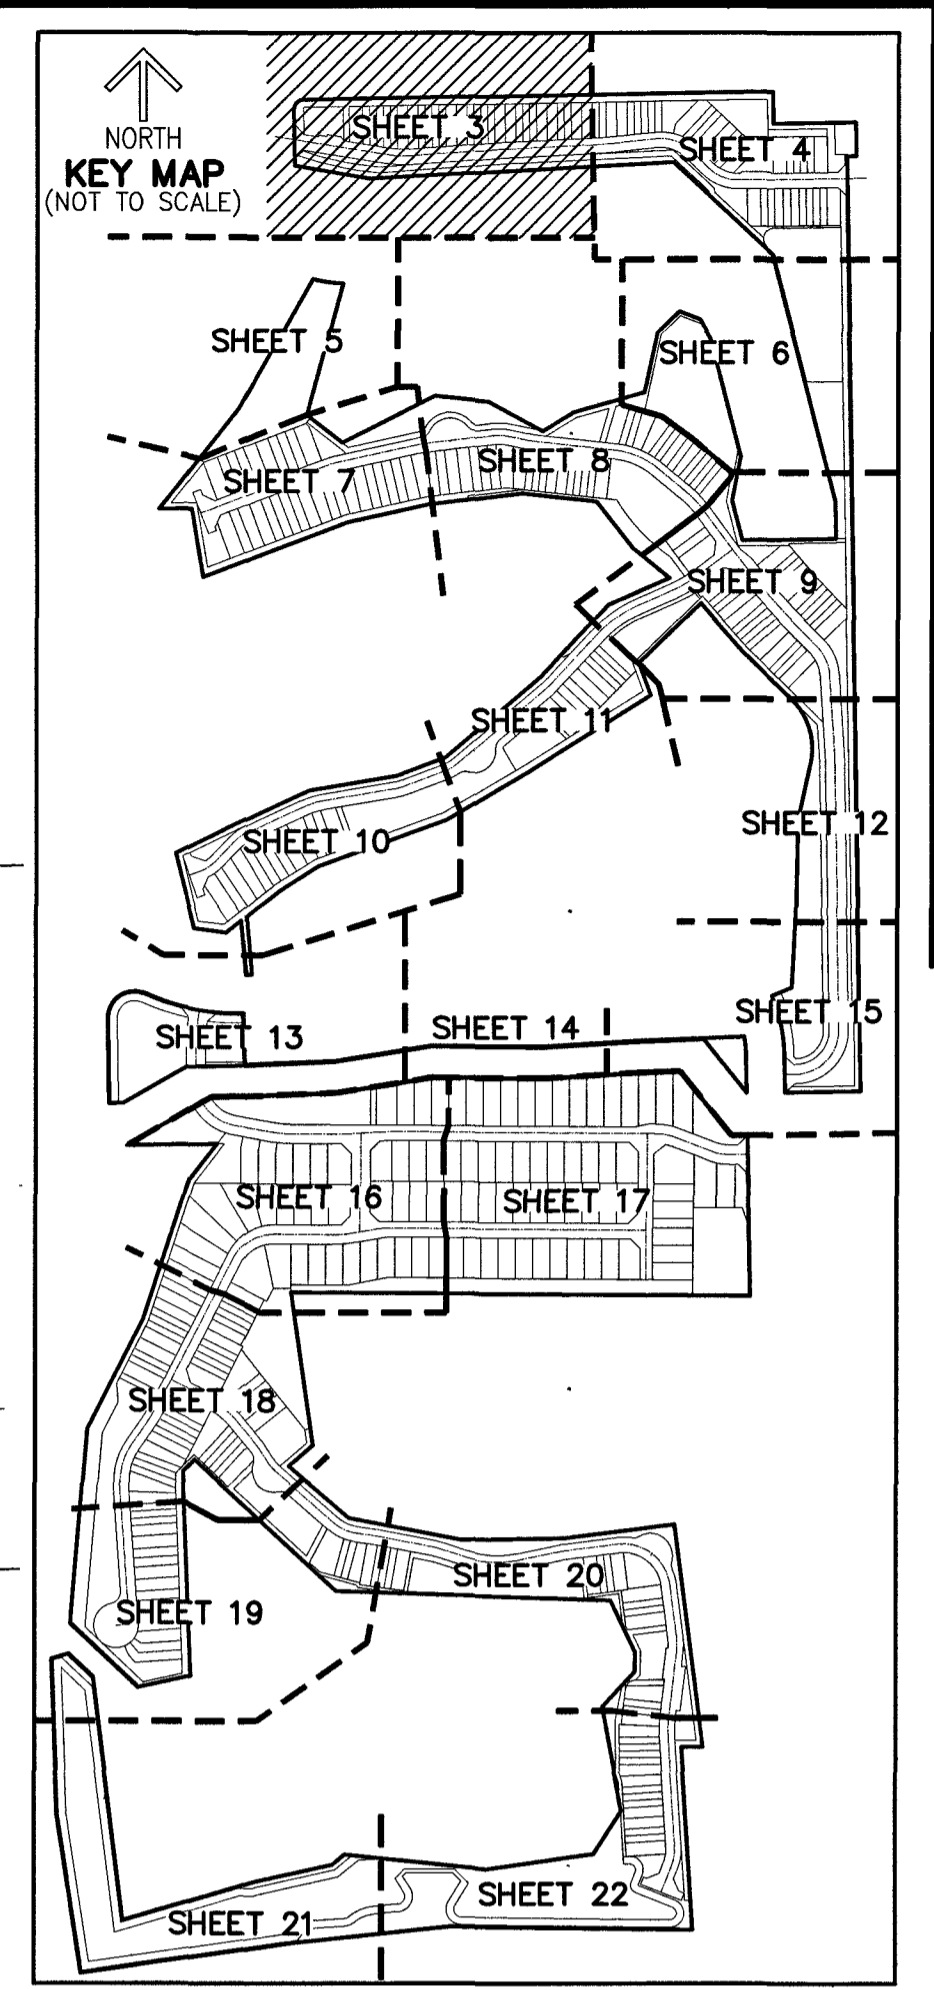 NORTH
KEY MAP
(NOT TO SCALE)
SHEET 3
SHEET 4
SHEET 5
SHEET 6
SHEET 7
SHEET 8
SHEET 9
SHEET 11
SHEET 10
SHEET 12
SHEET 13
SHEET 14
SHEET 15
SHEET 16
SHEET 17
SHEET 18
SHEET 19
SHEET 20
SHEET 21
SHEET 22